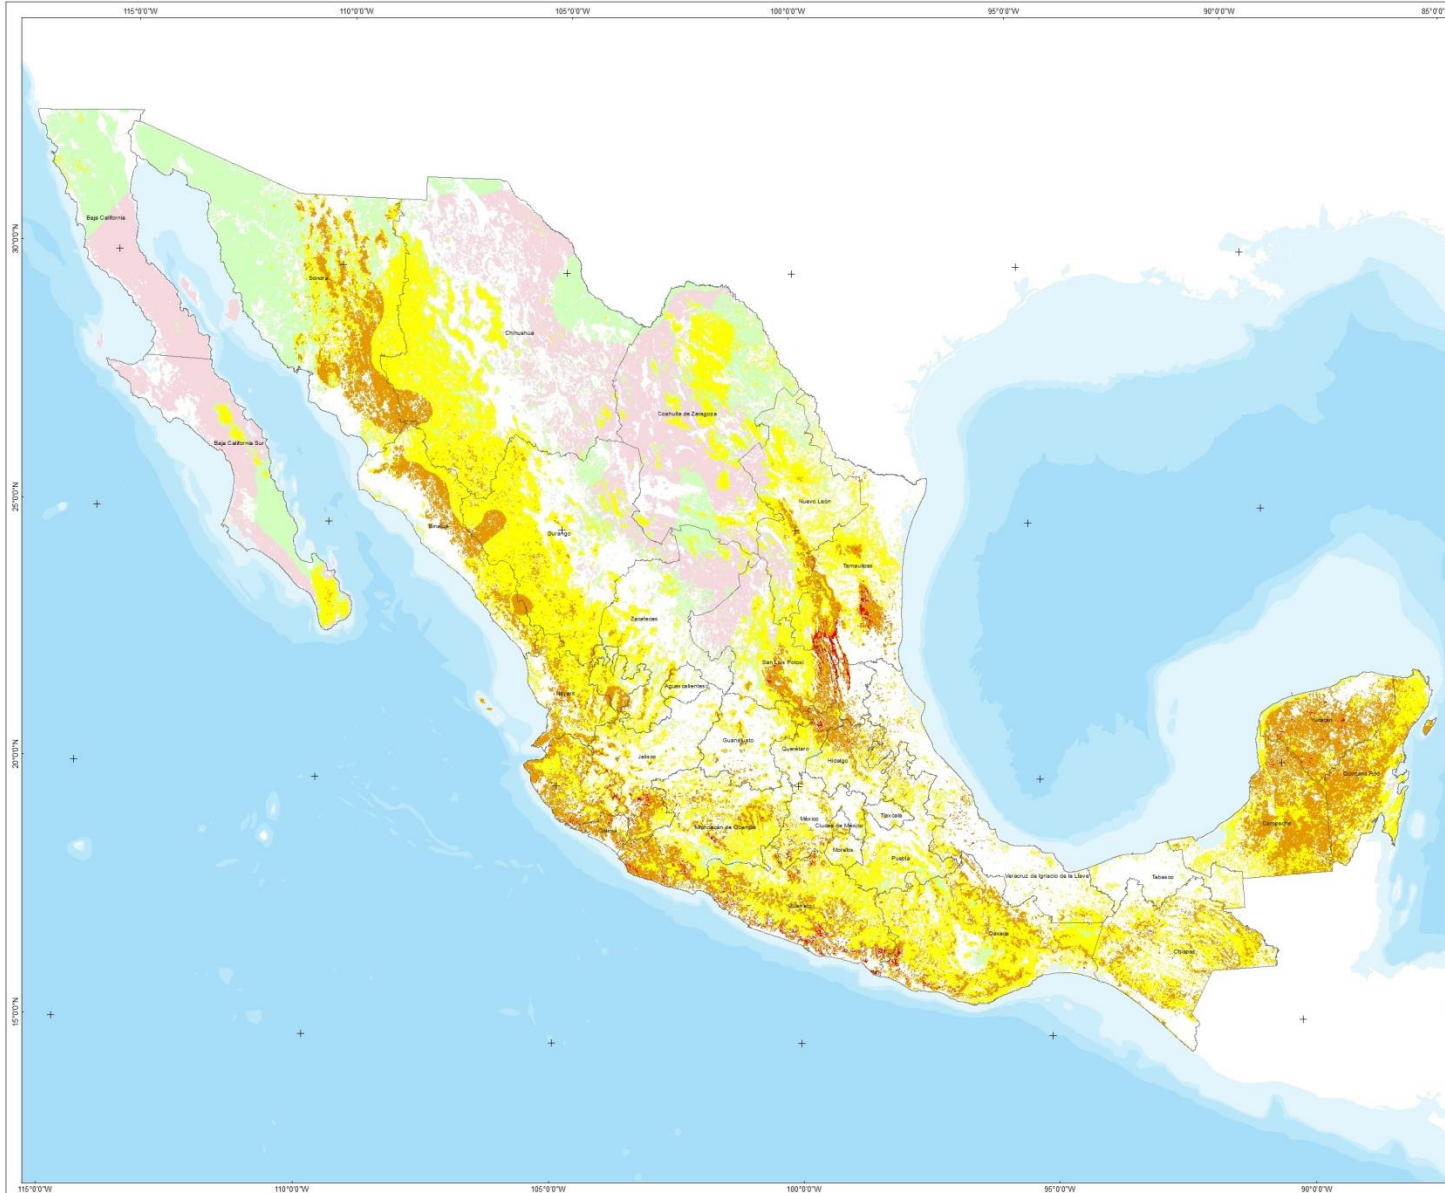 115°0'0"W 110°0'0"W 105°0'0"W 100°0'0"W 95°0'0"W 90°0'0"W
30°0'0"N
25°0'0"N
20°0'0"N
15°0'0"N
Baja California
Sonora
Chihuahua
Coahuila de Zaragoza
Baja California Sur
Nuevo León
Sinaloa
Durango
Tamaulipas
Zacatecas
San Luis Potosí
Aguascalientes
Nayarit
Yucatán
Guanajuato
Querétaro
Jalisco
Hidalgo
Quintana Roo
México
Tlaxcala
Ciudad de México
Michoacán de Ocampo
Colima
Campeche
Morelos
Puebla
Veracruz de Ignacio de la Llave
Tabasco
Guerrero
Oaxaca
Chiapas
115°0'0"W 110°0'0"W 105°0'0"W 100°0'0"W 95°0'0"W 90°0'0"W